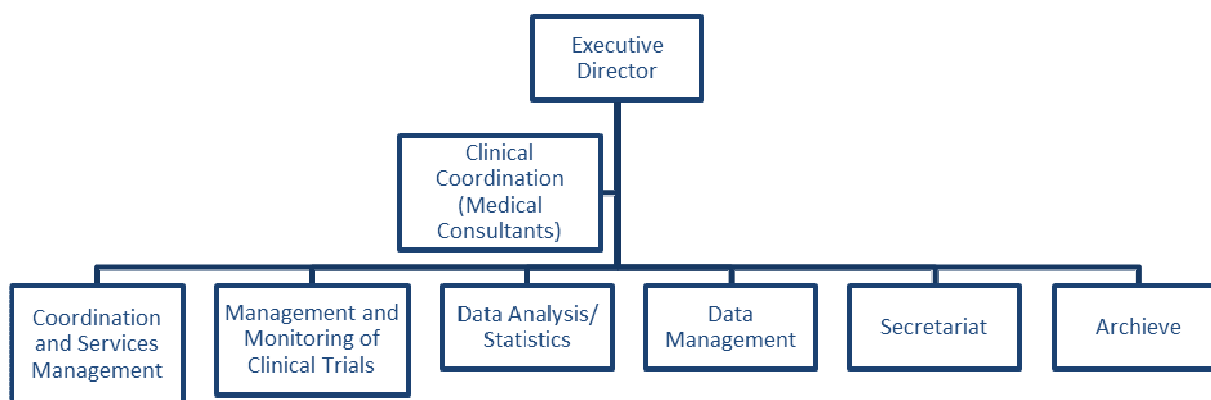 Executive
Director
Clinical
Coordination
(Medical
Consultants)
Coordination
and Services
Management
Management and
Monitoring of
Clinical Trials
Data Analysis/
Statistics
Data
Management
Secretariat
Archieve